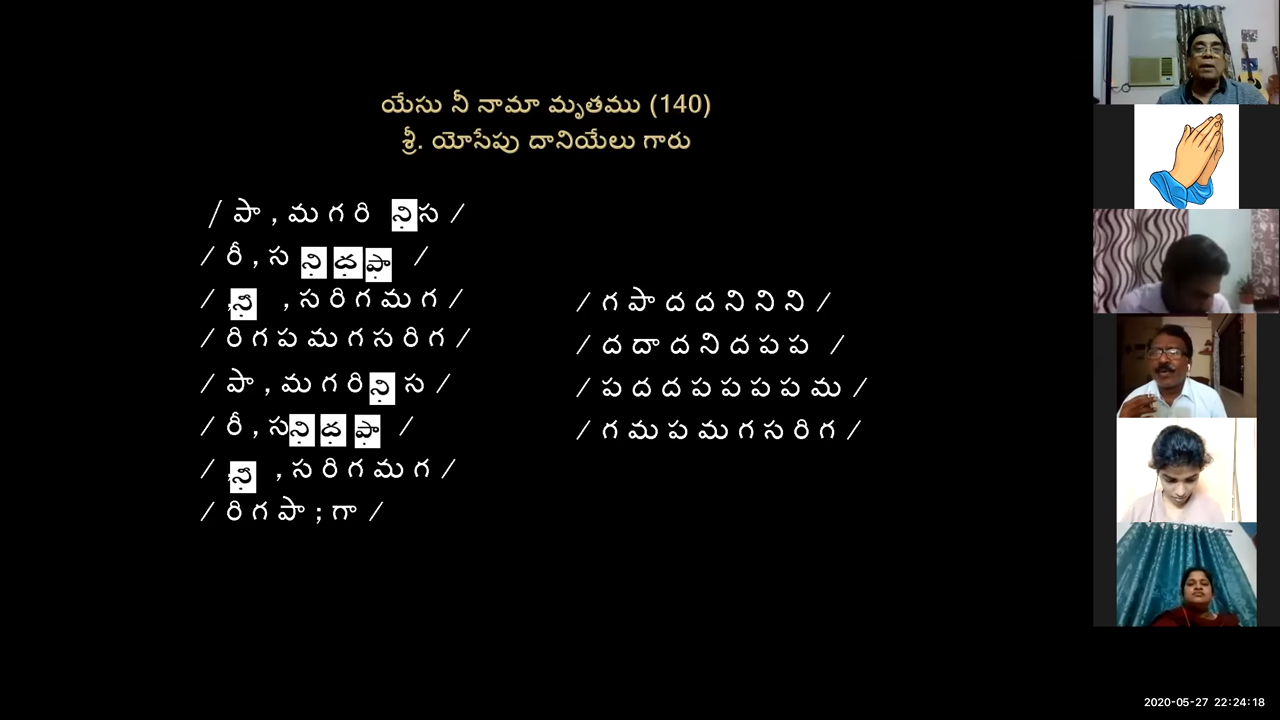 యేసు నీ నామా మృతము (140)
శ్రీ. యోసేపు దానియేలు గారు
/ పా , మ గ రి ని̣స /
/ రీ , స ని̣ ద̣ పా̣ /
/ ,నీ̣ , స రి గ మ గ /
/ రి గ ప మ గ స రి గ /
/ పా , మ గ రి ని̣ స /
/ రీ , స ని̣ ద̣ పా̣ /
/ ,నీ̣ , స రి గ మ గ /
/ రి గ పా ; గా /
/ గ పా ద ద ని ని ని /
/ ద దా ద ని ద ప ప /
/ ప ద ద ప ప ప ప మ /
/ గ మ ప మ గ స రి గ /
2020-05-27 22:24:18